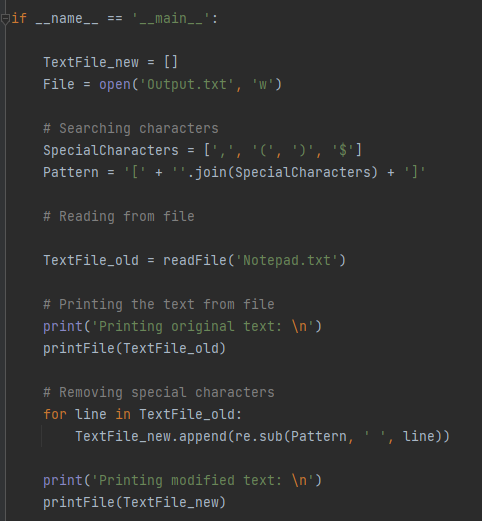 if __name__ == '__main__':
TextFile_new = []
File = open('Output.txt', 'w')
# Searching characters
SpecialCharacters = [',', '(', ')', '$']
Pattern = '[' + ''.join(SpecialCharacters) + ']'
# Reading from file
TextFile_old = readFile('Notepad.txt')
# Printing the text from file
print('Printing original text: \n')
printFile(TextFile_old)
# Removing special characters
for line in TextFile_old:
TextFile_new.append(re.sub(Pattern, ' ', line))
print('Printing modified text: \n')
printFile(TextFile_new)